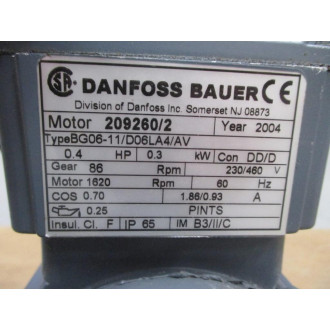 SA DANFOSS BAUER CE
Division of Danfoss Inc. Somerset NJ 08873
Motor 209260/2 Year 2004
TypeBG06-11/D06LA4/AV
0.4 HP 0.3 kW Con DD/D
Gear 86 Rpm 230/460 V
Motor 1620 Rpm 60 Hz
COS 0.70 1.86/0.93 A
0.25 PINTS
Insul. Cl. F IP 65 IM B3/II/C